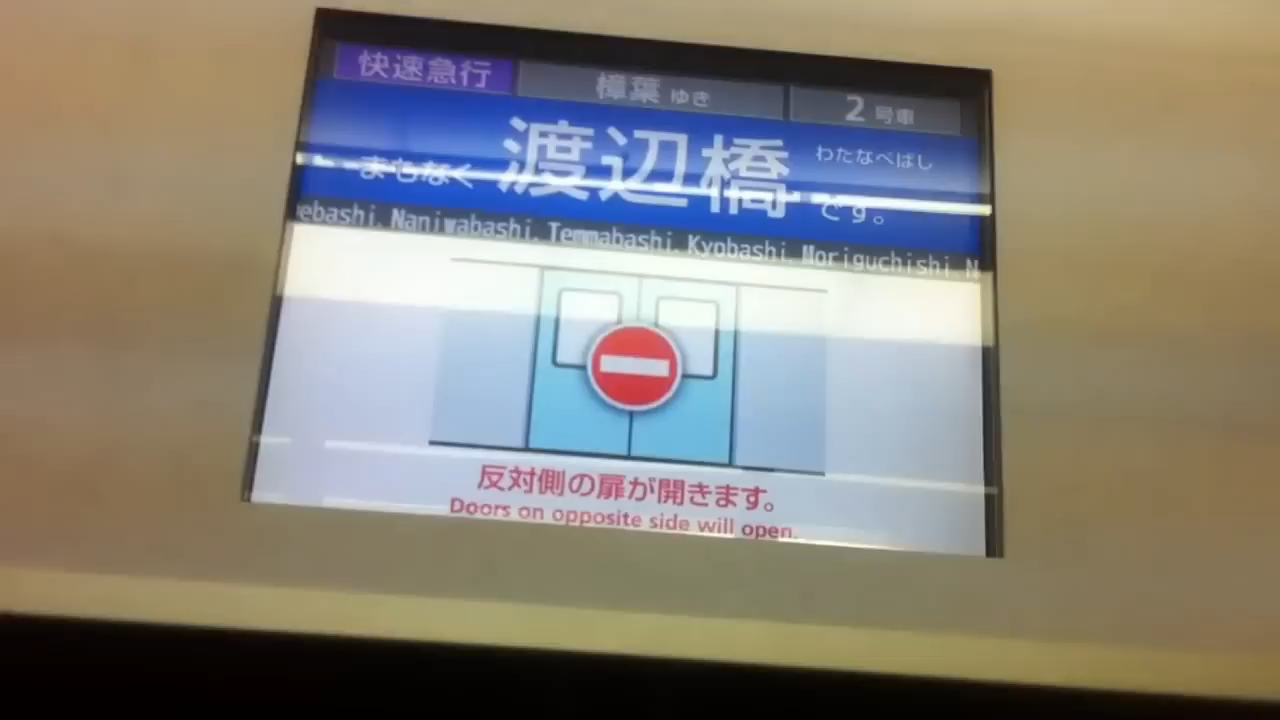 快速急行 樟葉 ゆき 2 号車
わたなべばし
まもなく 渡辺橋 です。
ebashi, Naniwabashi, Temmabashi, Kyobashi, Moriguchishi, N
反対側の扉が開きます。
Doors on opposite side will open.